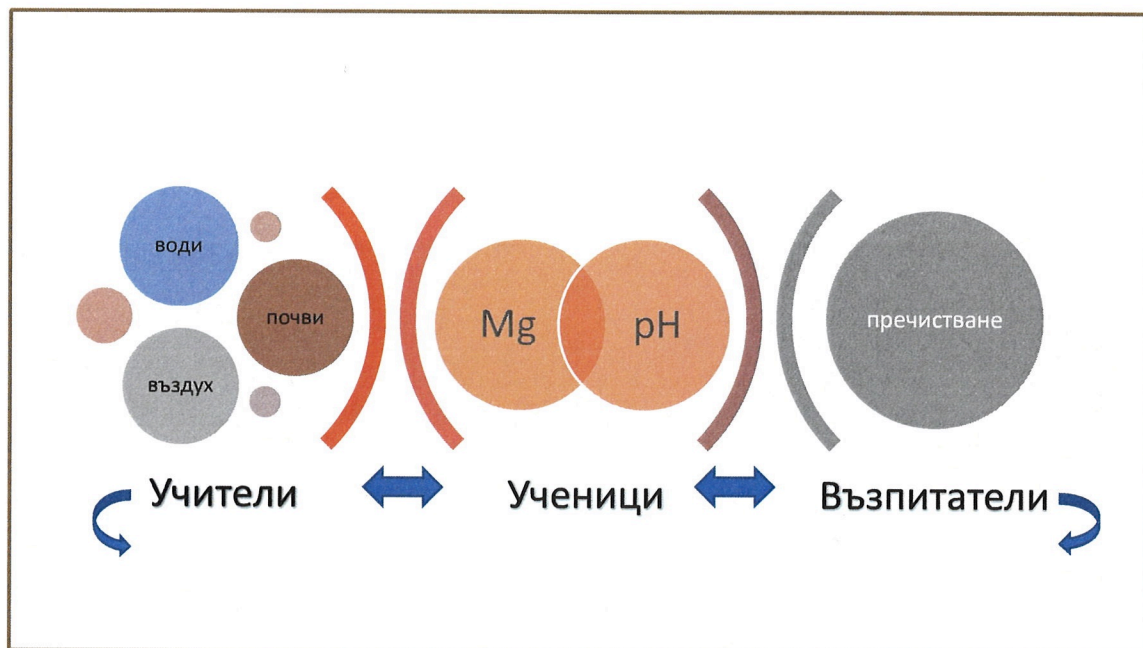 води
почви
въздух
Mg
pH
пречистване
Учители
Ученици
Възпитатели